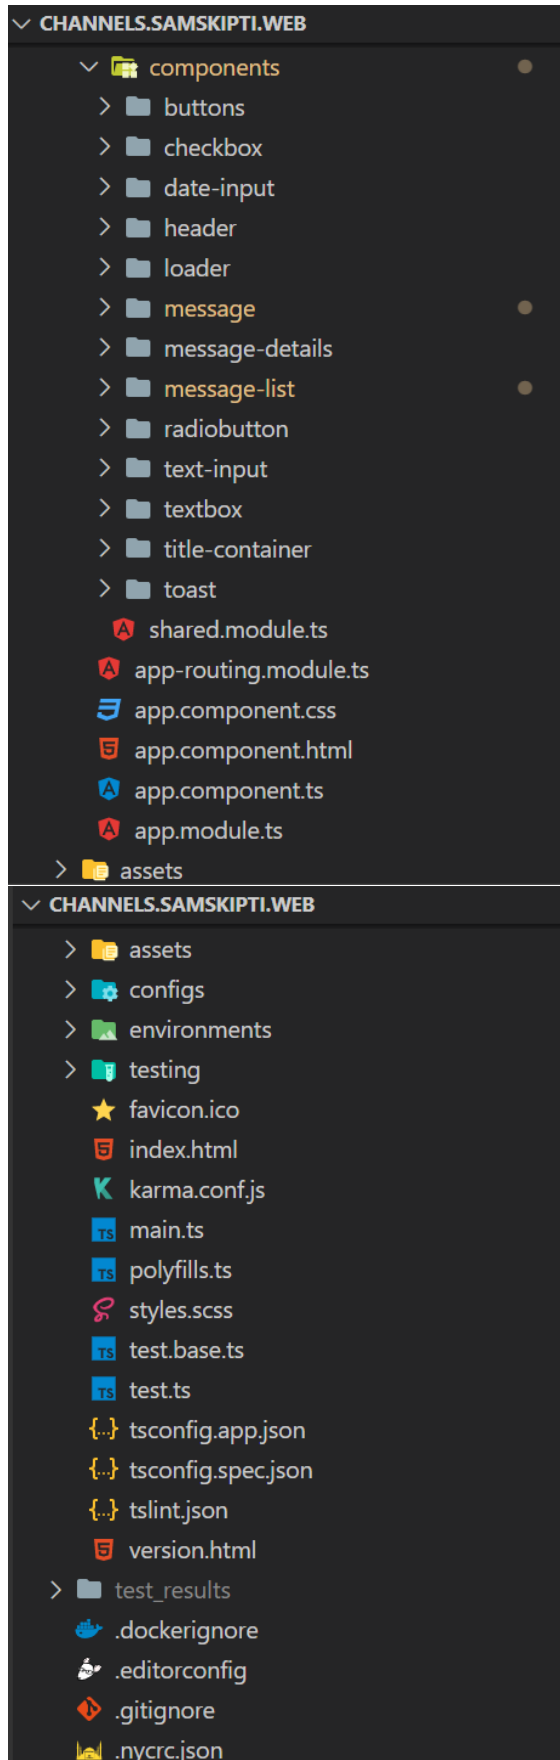 CHANNELS.SAMSKIPTI.WEB
components
buttons
checkbox
date-input
header
loader
message
message-details
message-list
radiobutton
text-input
textbox
title-container
toast
shared.module.ts
app-routing.module.ts
app.component.css
app.component.html
app.component.ts
app.module.ts
assets
CHANNELS.SAMSKIPTI.WEB
assets
configs
environments
testing
favicon.ico
index.html
karma.conf.js
main.ts
polyfills.ts
styles.scss
test.base.ts
test.ts
tsconfig.app.json
tsconfig.spec.json
tslint.json
version.html
test_results
.dockerignore
.editorconfig
.gitignore
.nycrc.json